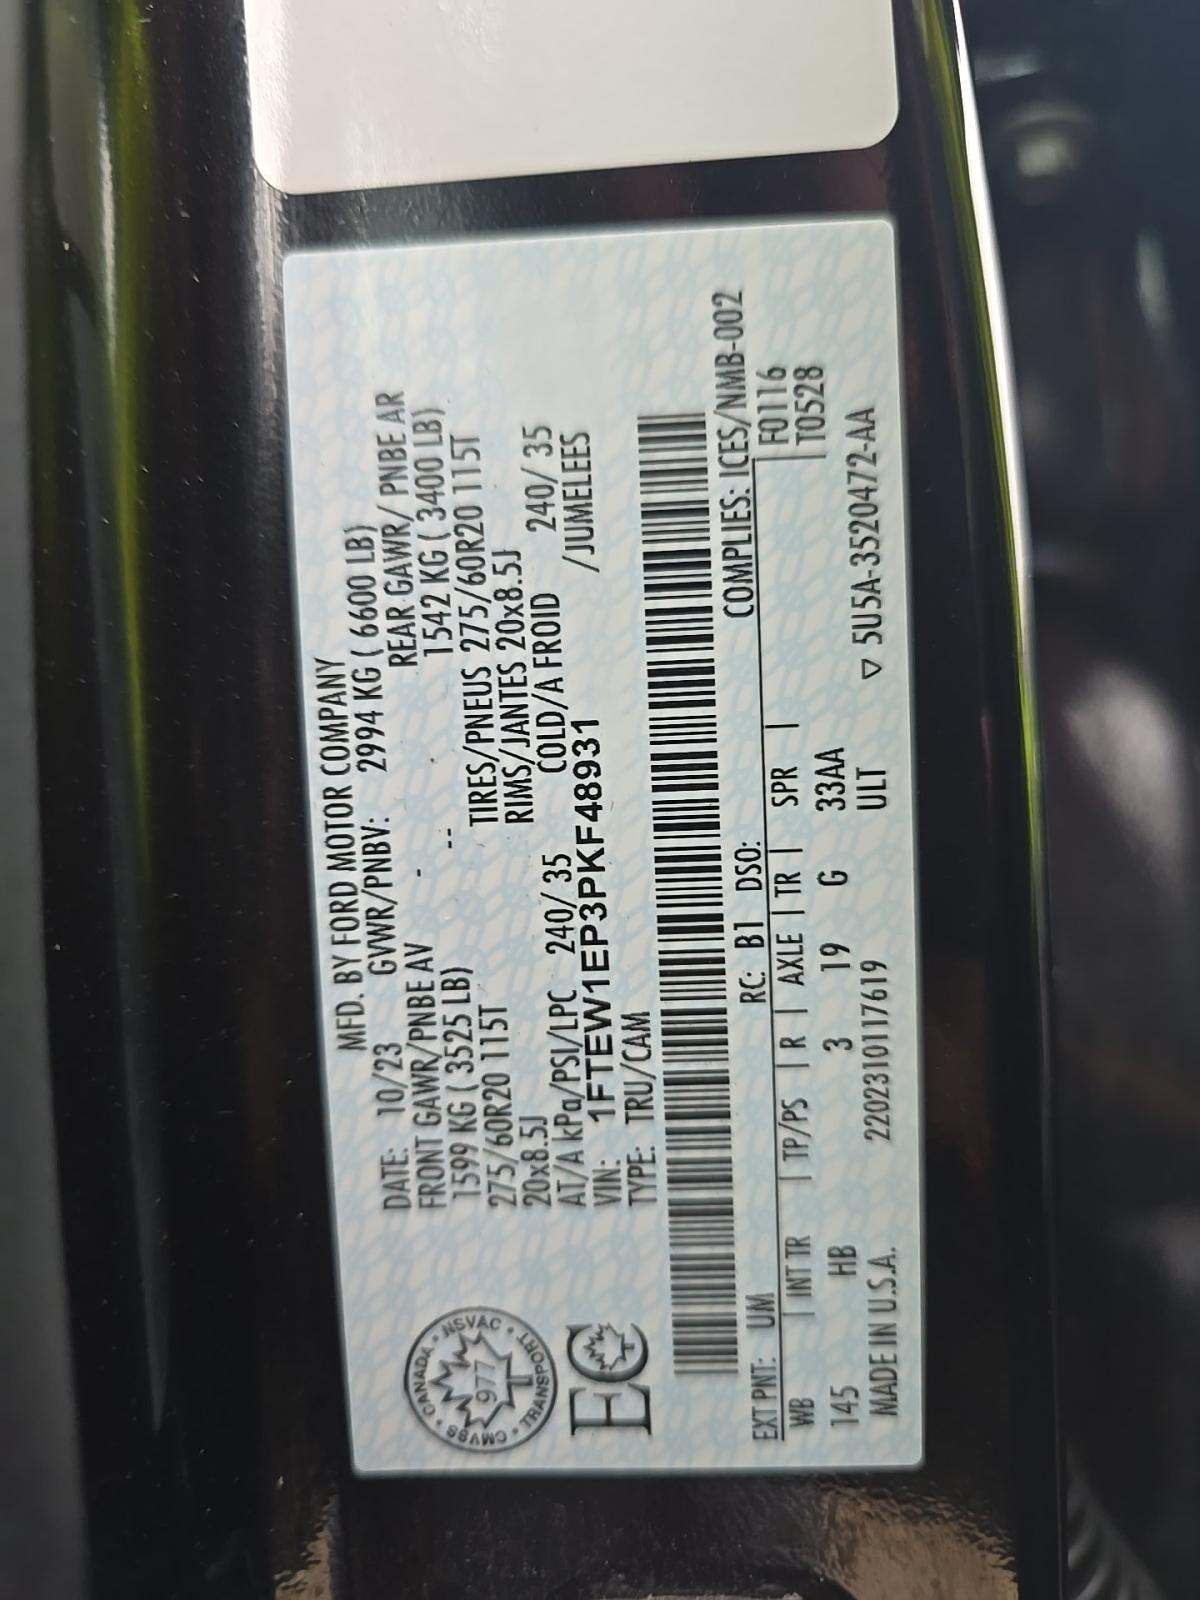 MFD. BY FORD MOTOR COMPANY
DATE: 10/23 GVWR/PNBV: 2994 KG ( 6600 LB)
FRONT GAWR/PNBE AV - REAR GAWR/ PNBE AR
1599 KG ( 3525 LB) -- 1542 KG ( 3400 LB)
275/60R20 115T TIRES/PNEUS 275/60R20 115T
20x8.5J RIMS/JANTES 20x8.5J
AT/A kPa/PSI/LPC 240/ 35 COLD/A FROID 240/ 35
VIN: 1FTEW1EP3PKF48931 /JUMELEES
TYPE: TRU/CAM
CANADA • NSVAC • TRANSPORT • CMVSS •
977
EC
COMPLIES: ICES/NMB-002
EXT PNT: UM RC: B1 DSO: F0116
WB | INT TR | TP/PS | R | AXLE | TR | SPR | | T0528
145 HB 3 19 G 33AA
ULT ▽ 5U5A-3520472-AA
MADE IN U.S.A. 220231011​7619